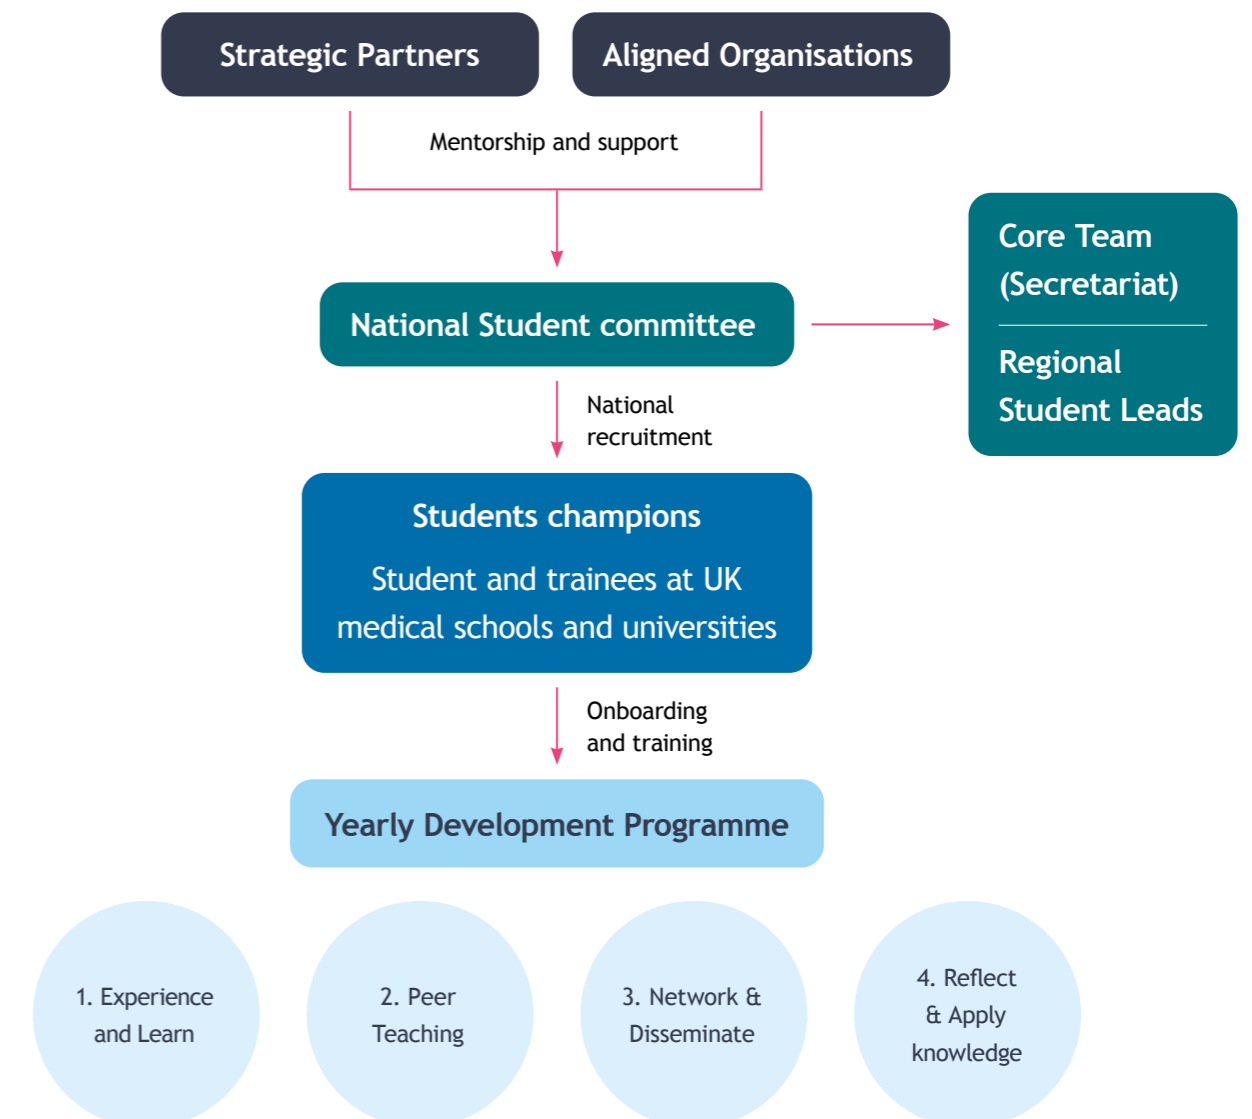 Strategic Partners
Aligned Organisations
Mentorship and support
National Student committee
Core Team
(Secretariat)
Regional
Student Leads
National
recruitment
Students champions
Student and trainees at UK
medical schools and universities
Onboarding
and training
Yearly Development Programme
1. Experience
and Learn
2. Peer
Teaching
3. Network &
Disseminate
4. Reflect
& Apply
knowledge